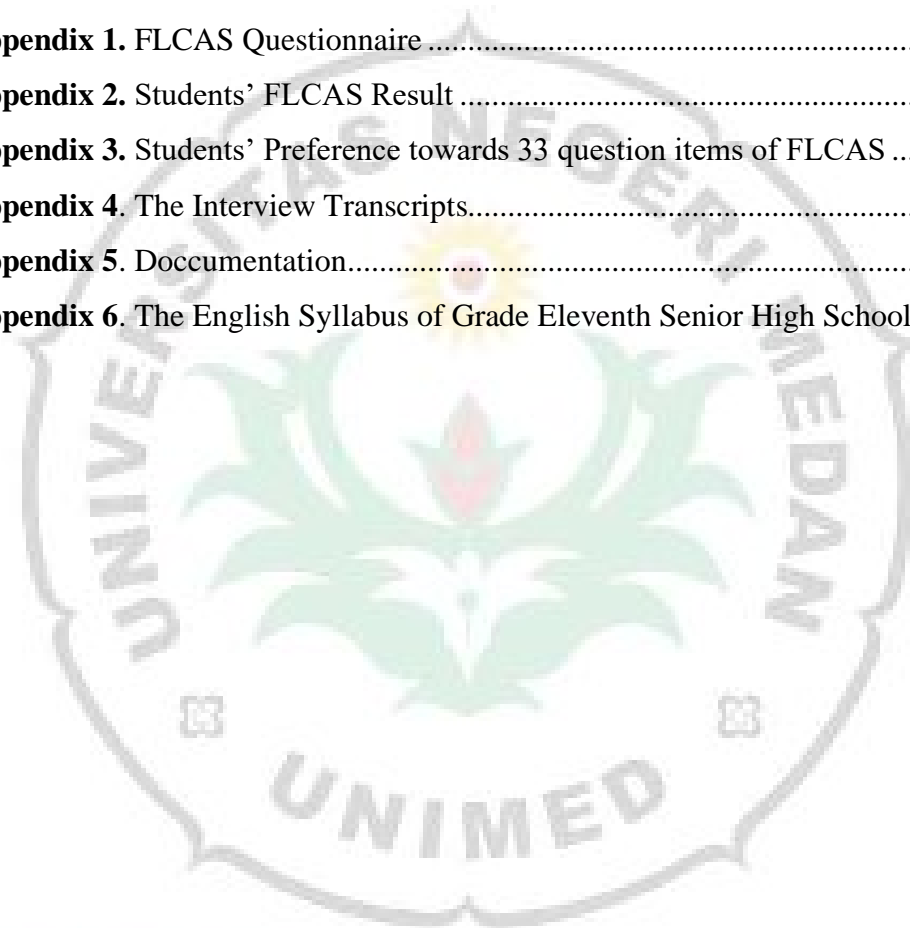 ppendix 1. FLCAS Questionnaire ....................................................................
ppendix 2. Students’ FLCAS Result ...............................................................
ppendix 3. Students’ Preference towards 33 question items of FLCAS ...
ppendix 4. The Interview Transcripts..............................................................
ppendix 5. Doccumentation..............................................................................
ppendix 6. The English Syllabus of Grade Eleventh Senior High School
UNIVERSITAS NEGERI MEDAN
UNIMED